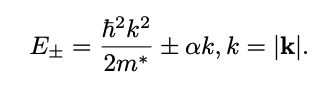 E± = ħ²k²/2m* ± αk, k = |𝐤|.